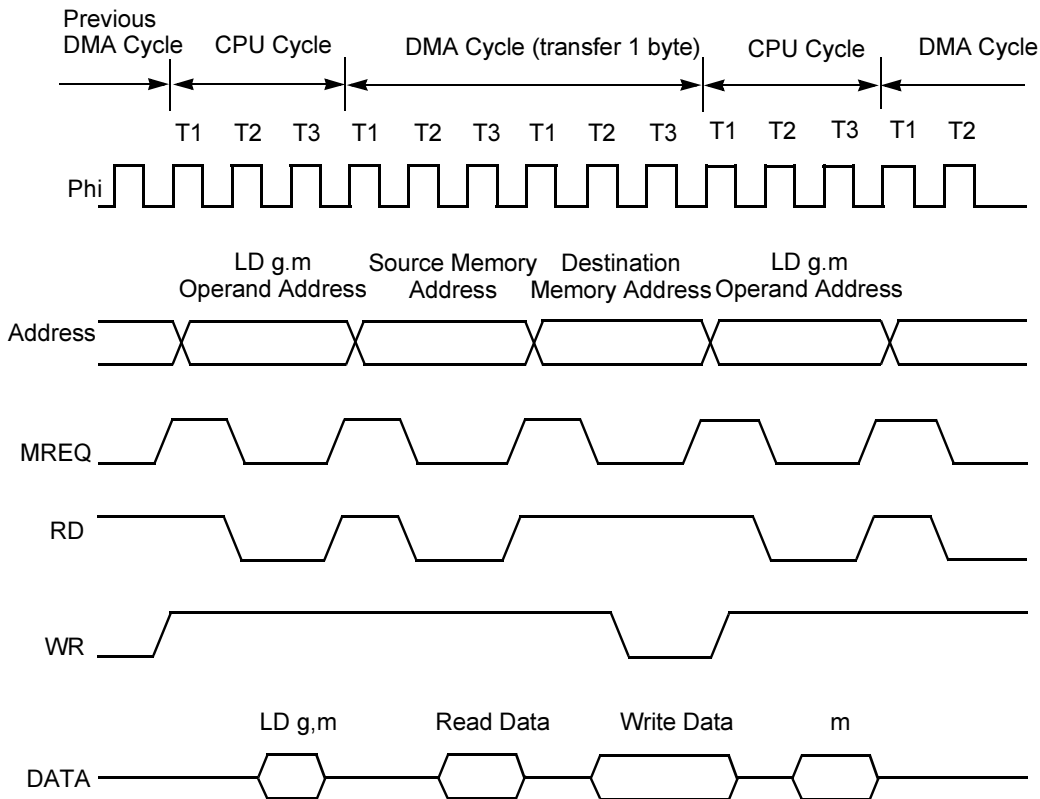 Previous
DMA Cycle CPU Cycle DMA Cycle (transfer 1 byte) CPU Cycle DMA Cycle
T1 T2 T3 T1 T2 T3 T1 T2 T3 T1 T2 T3 T1 T2
Phi
LD g.m Source Memory Destination LD g.m
Operand Address Address Memory Address Operand Address
Address
MREQ
RD
WR
LD g,m Read Data Write Data m
DATA